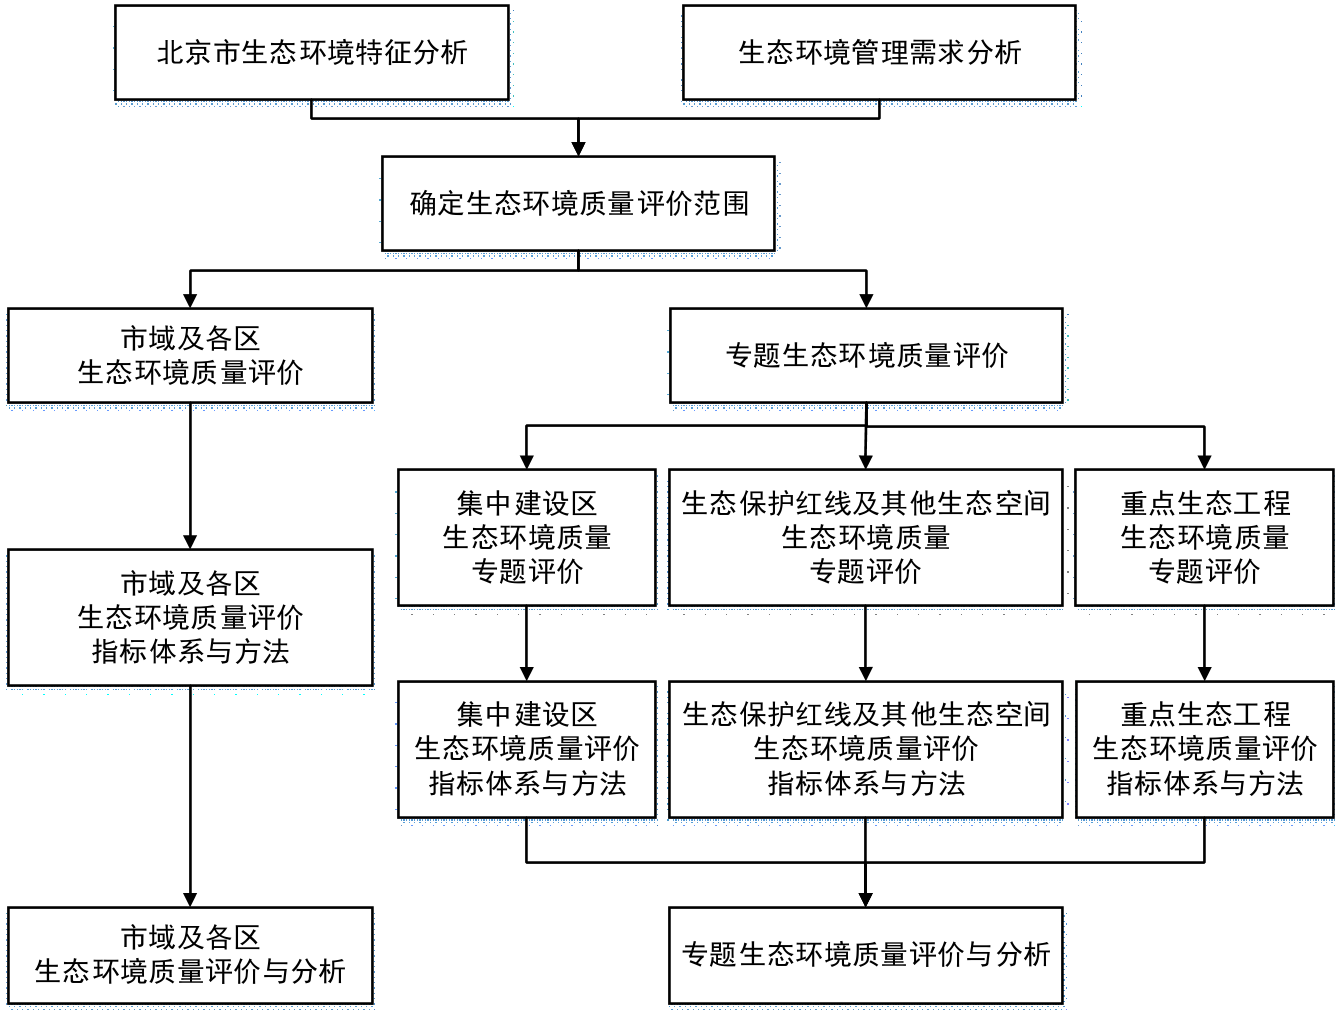 北京市生态环境特征分析
生态环境管理需求分析
确定生态环境质量评价范围
市域及各区
生态环境质量评价
专题生态环境质量评价
集中建设区
生态环境质量
专题评价
生态保护红线及其他生态空间
生态环境质量
专题评价
重点生态工程
生态环境质量
专题评价
市域及各区
生态环境质量评价
指标体系与方法
集中建设区
生态环境质量评价
指标体系与方法
生态保护红线及其他生态空间
生态环境质量评价
指标体系与方法
重点生态工程
生态环境质量评价
指标体系与方法
市域及各区
生态环境质量评价与分析
专题生态环境质量评价与分析